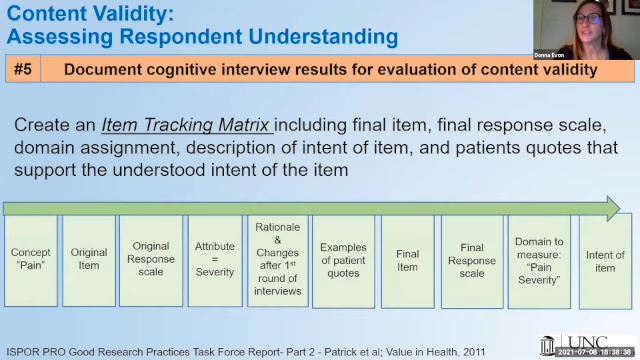 Content Validity:
Assessing Respondent Understanding
Donna Evon
#5 Document cognitive interview results for evaluation of content validity
Create an Item Tracking Matrix including final item, final response scale,
domain assignment, description of intent of item, and patients quotes that
support the understood intent of the item
Concept
"Pain"
Original
Item
Original
Response
scale
Attribute
=
Severity
Rationale
&
Changes
after 1st
round of
interviews
Examples
of patient
quotes
Final
Item
Final
Response
scale
Domain to
measure:
"Pain
Severity"
Intent of
item
ISPOR PRO Good Research Practices Task Force Report- Part 2 - Patrick et al; Value in Health, 2011
UNC
2021-07-08 18:38:38